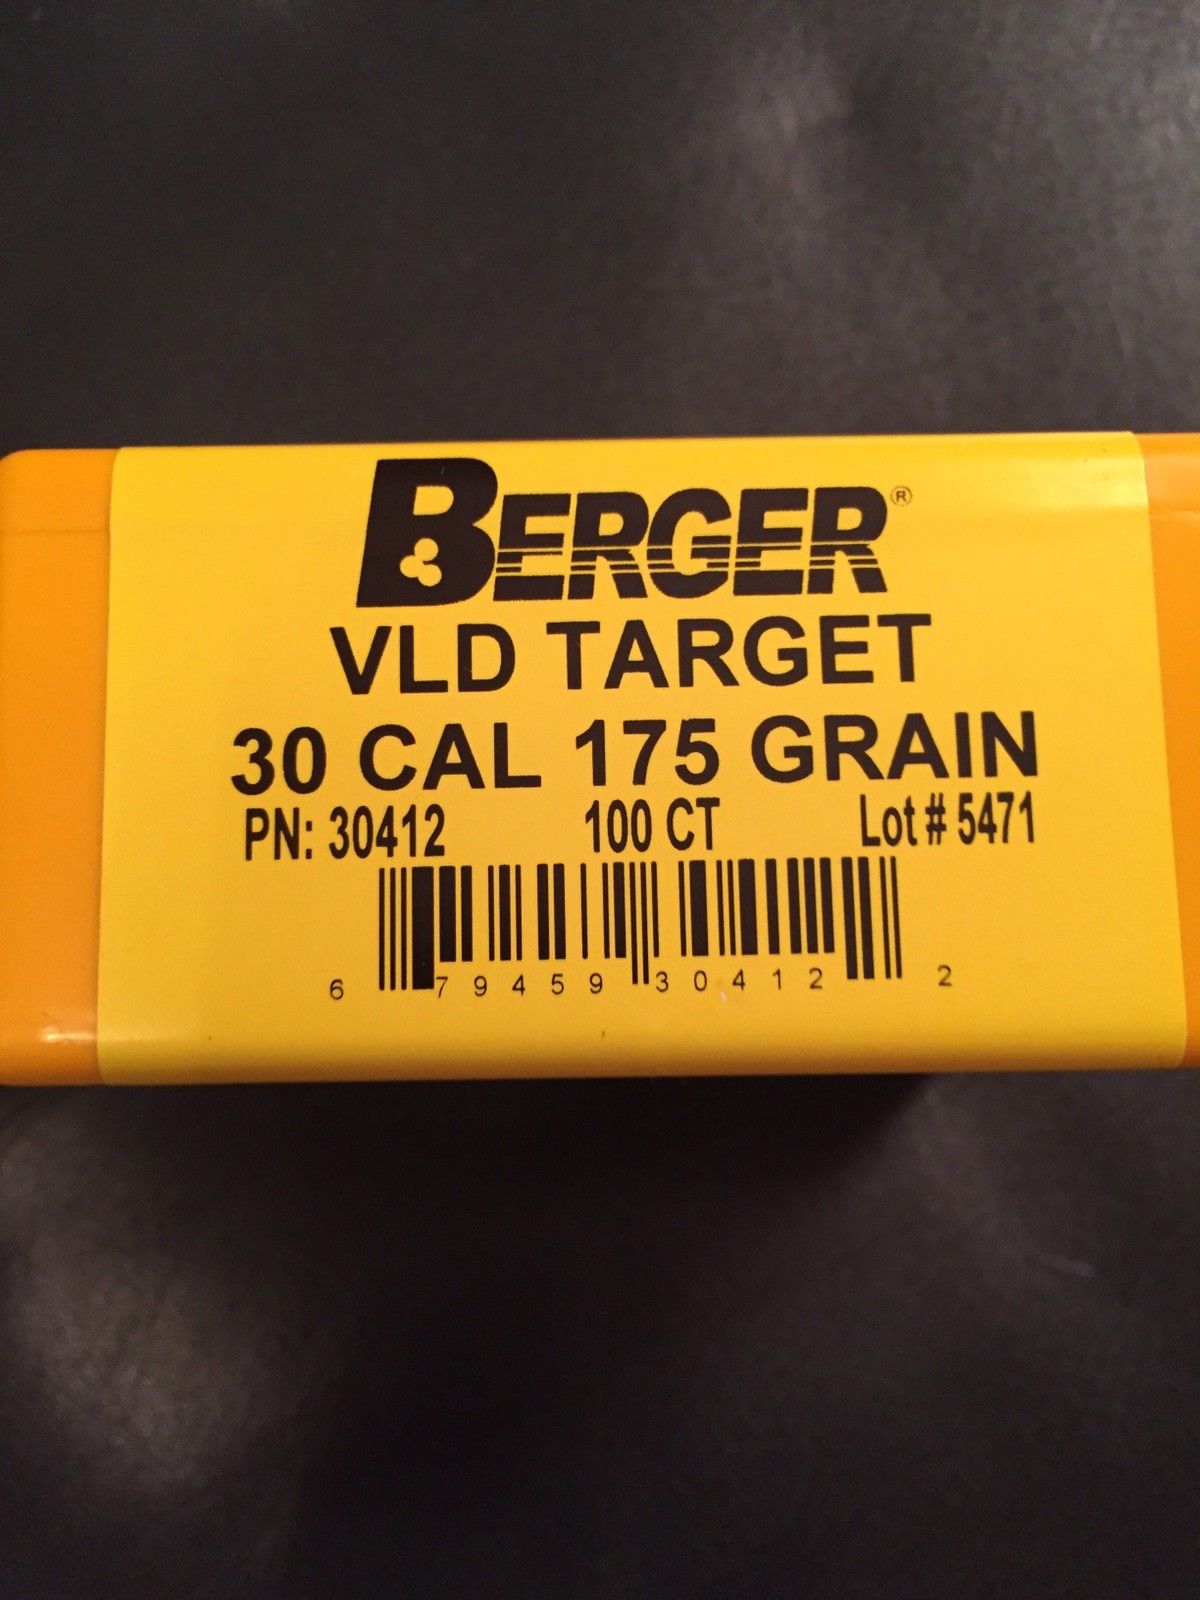 BERGER®
VLD TARGET
30 CAL 175 GRAIN
PN: 30412 100 CT Lot # 5471
6 79459 30412 2